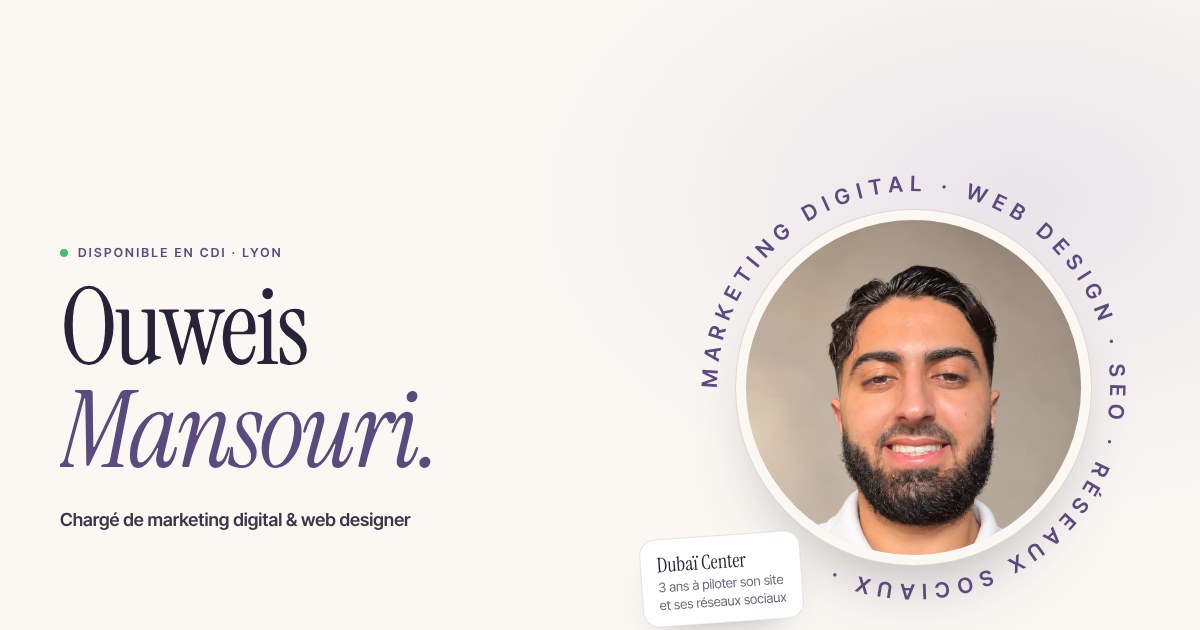 DISPONIBLE EN CDI · LYON
Ouweis
Mansouri.
Chargé de marketing digital & web designer
MARKETING DIGITAL · WEB DESIGN · SEO · RÉSEAUX SOCIAUX ·
Dubaï Center
3 ans à piloter son site
et ses réseaux sociaux